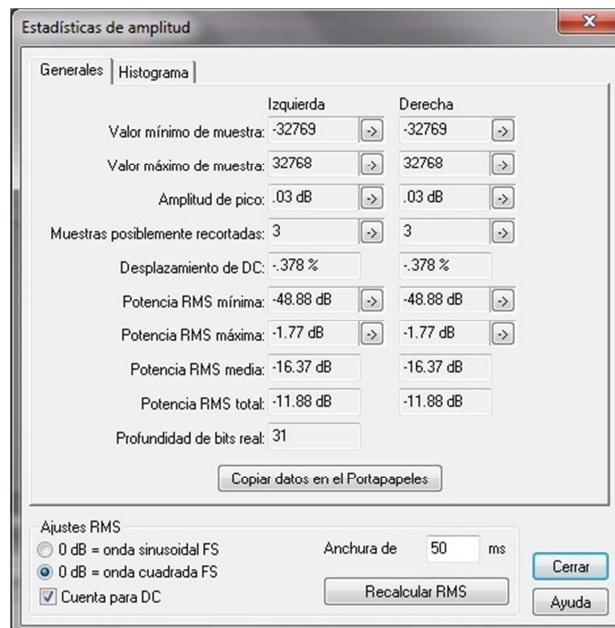 Estadísticas de amplitud
Generales Histograma
Izquierda Derecha
Valor mínimo de muestra: -32769 -> -32769 ->
Valor máximo de muestra: 32768 -> 32768 ->
Amplitud de pico: .03 dB -> .03 dB ->
Muestras posiblemente recortadas: 3 -> 3 ->
Desplazamiento de DC: -.378 % -.378 %
Potencia RMS mínima: -48.88 dB -> -48.88 dB ->
Potencia RMS máxima: -1.77 dB -> -1.77 dB ->
Potencia RMS media: -16.37 dB -16.37 dB
Potencia RMS total: -11.88 dB -11.88 dB
Profundidad de bits real: 31
Copiar datos en el Portapapeles
Ajustes RMS
0 dB = onda sinusoidal FS Anchura de 50 ms
0 dB = onda cuadrada FS
Cerrar
Cuenta para DC Recalcular RMS
Ayuda